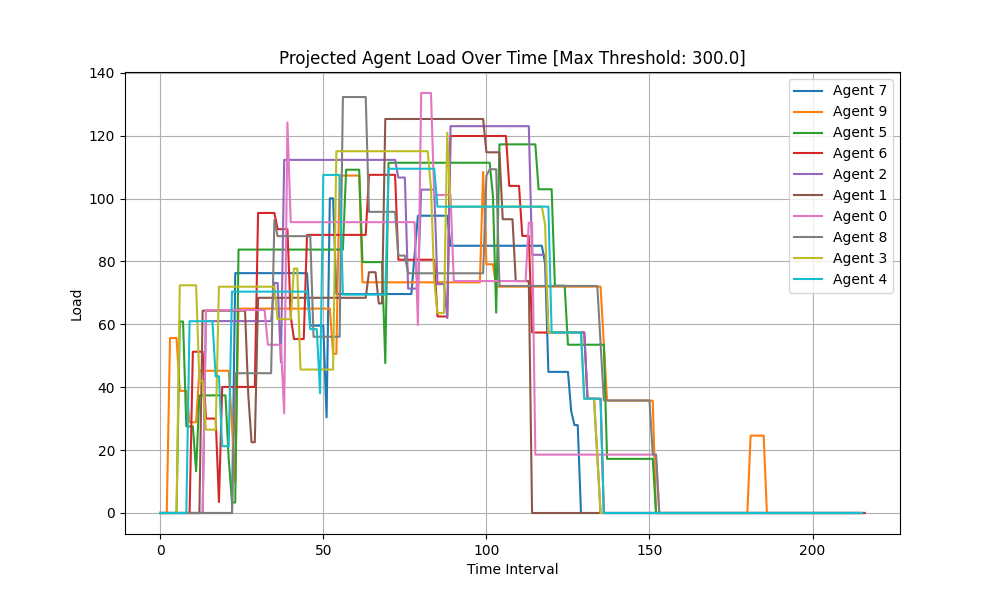 Projected Agent Load Over Time [Max Threshold: 300.0]
Load
140
120
100
80
60
40
20
0
0 50 100 150 200
Time Interval
Agent 7
Agent 9
Agent 5
Agent 6
Agent 2
Agent 1
Agent 0
Agent 8
Agent 3
Agent 4